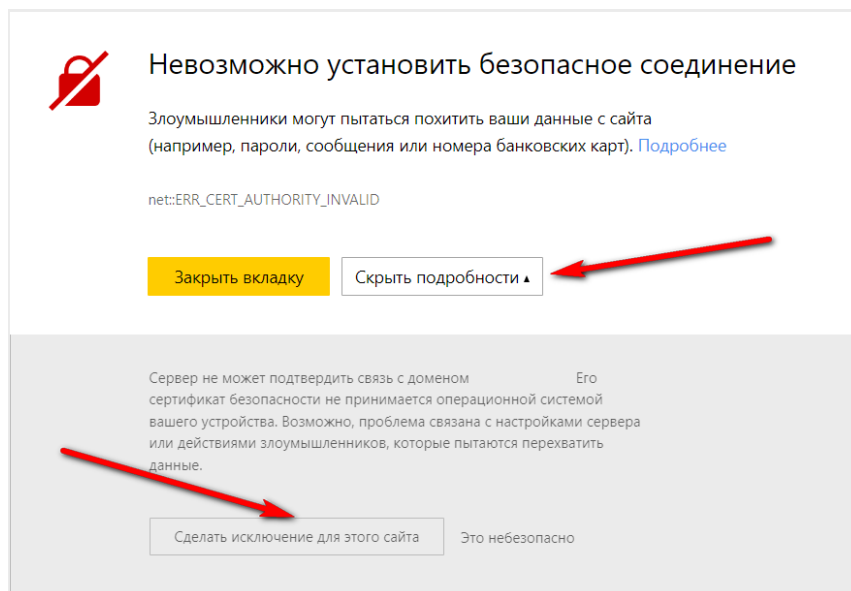 Невозможно установить безопасное соединение
Злоумышленники могут пытаться похитить ваши данные с сайта
(например, пароли, сообщения или номера банковских карт). Подробнее
net::ERR_CERT_AUTHORITY_INVALID
Закрыть вкладку Скрыть подробности ▴
Сервер не может подтвердить связь с доменом Его
сертификат безопасности не принимается операционной системой
вашего устройства. Возможно, проблема связана с настройками сервера
или действиями злоумышленников, которые пытаются перехватить
данные.
Сделать исключение для этого сайта Это небезопасно